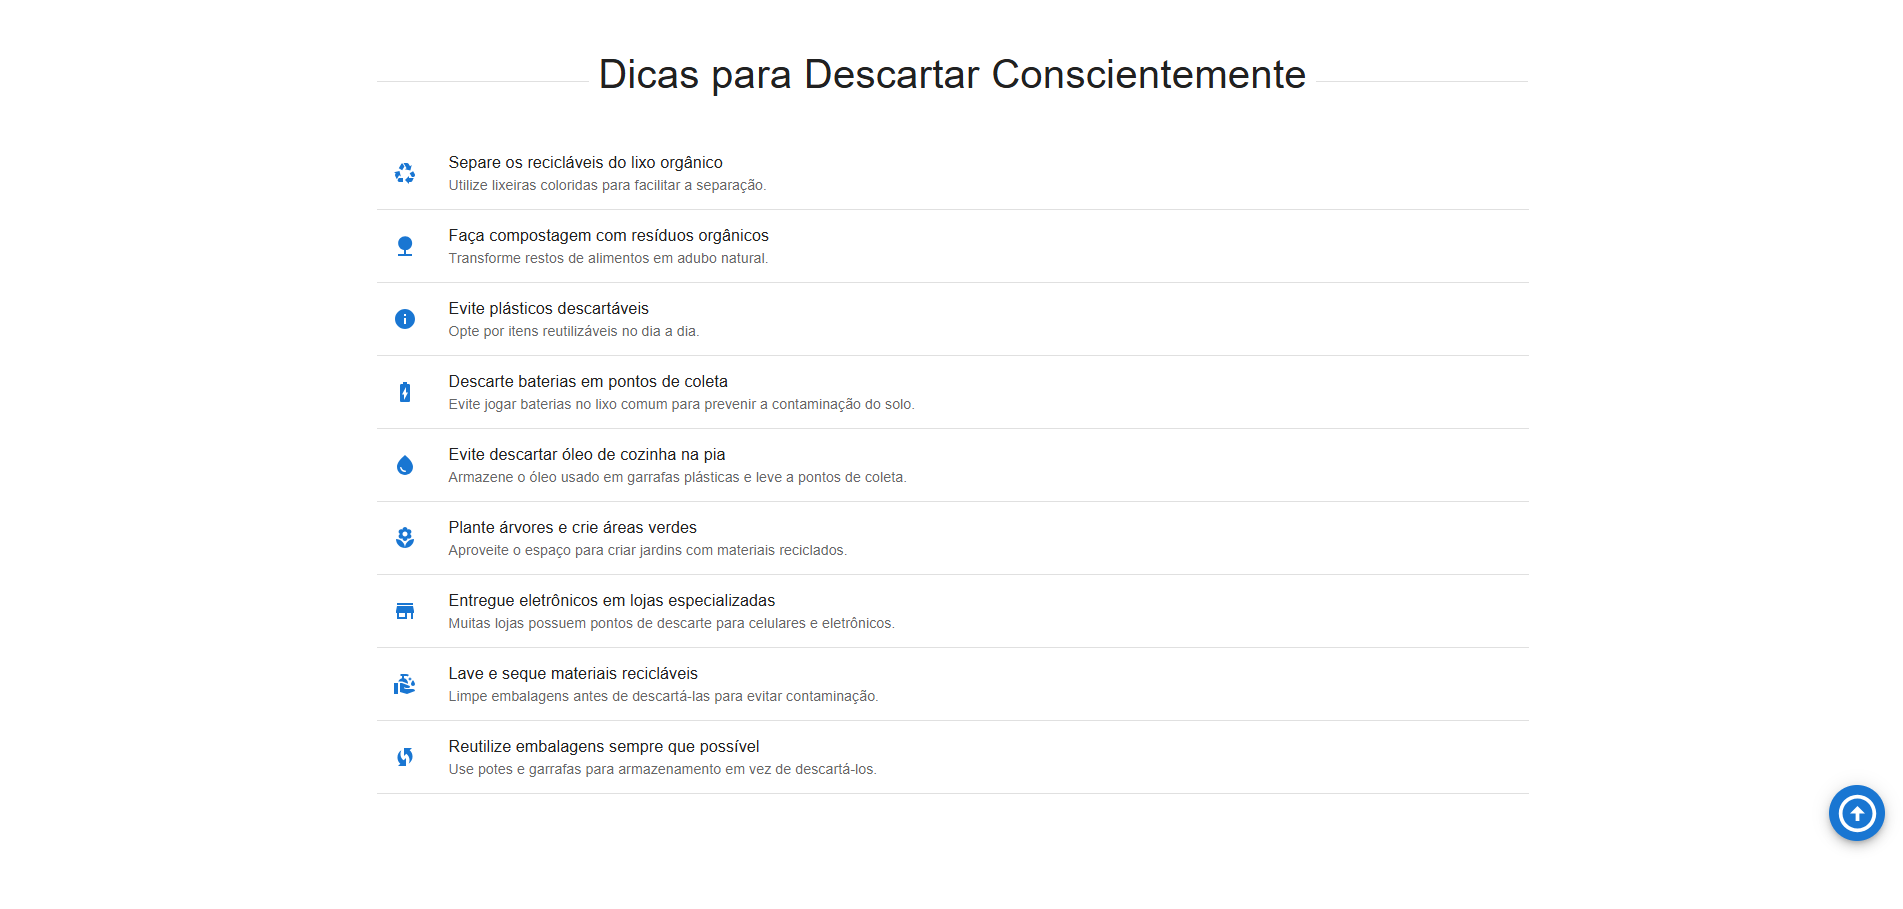 Dicas para Descartar Conscientemente
Separe os recicláveis do lixo orgânico
Utilize lixeiras coloridas para facilitar a separação.
Faça compostagem com resíduos orgânicos
Transforme restos de alimentos em adubo natural.
Evite plásticos descartáveis
Opte por itens reutilizáveis no dia a dia.
Descarte baterias em pontos de coleta
Evite jogar baterias no lixo comum para prevenir a contaminação do solo.
Evite descartar óleo de cozinha na pia
Armazene o óleo usado em garrafas plásticas e leve a pontos de coleta.
Plante árvores e crie áreas verdes
Aproveite o espaço para criar jardins com materiais reciclados.
Entregue eletrônicos em lojas especializadas
Muitas lojas possuem pontos de descarte para celulares e eletrônicos.
Lave e seque materiais recicláveis
Limpe embalagens antes de descartá-las para evitar contaminação.
Reutilize embalagens sempre que possível
Use potes e garrafas para armazenamento em vez de descartá-los.